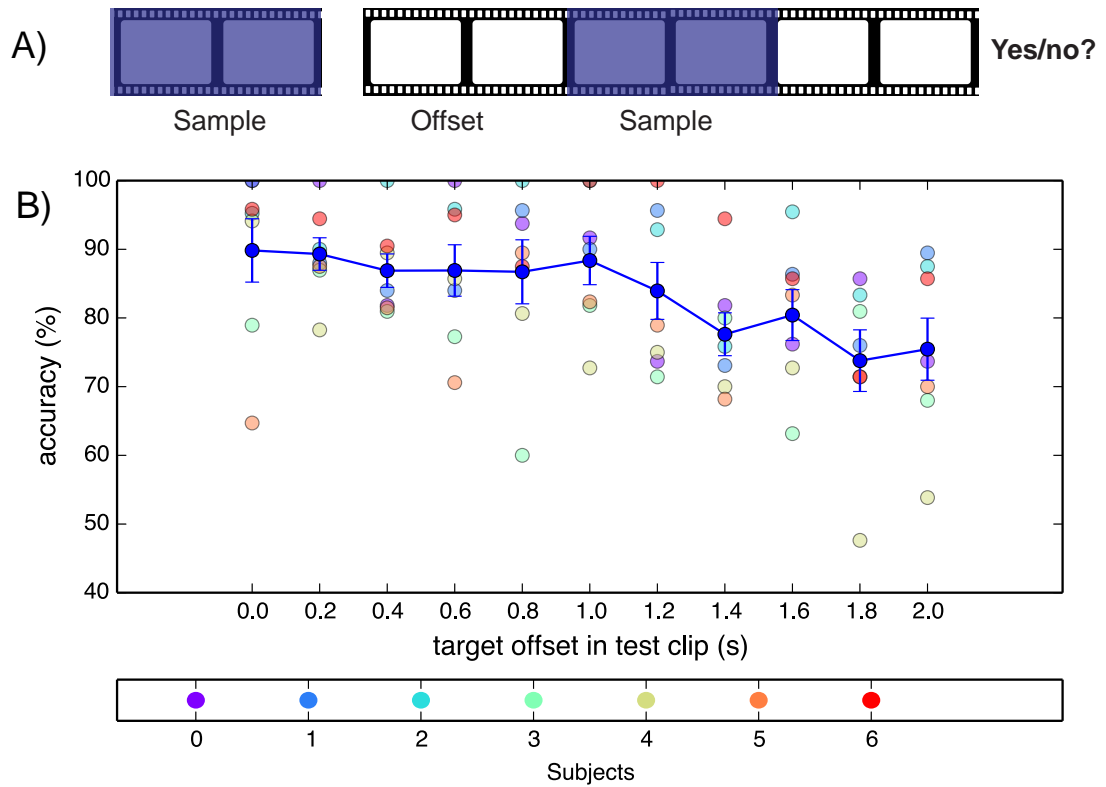 A)
Yes/no?
Sample Offset Sample
B)
accuracy (%)
100
90
80
70
60
50
40
0.0 0.2 0.4 0.6 0.8 1.0 1.2 1.4 1.6 1.8 2.0
target offset in test clip (s)
0 1 2 3 4 5 6
Subjects